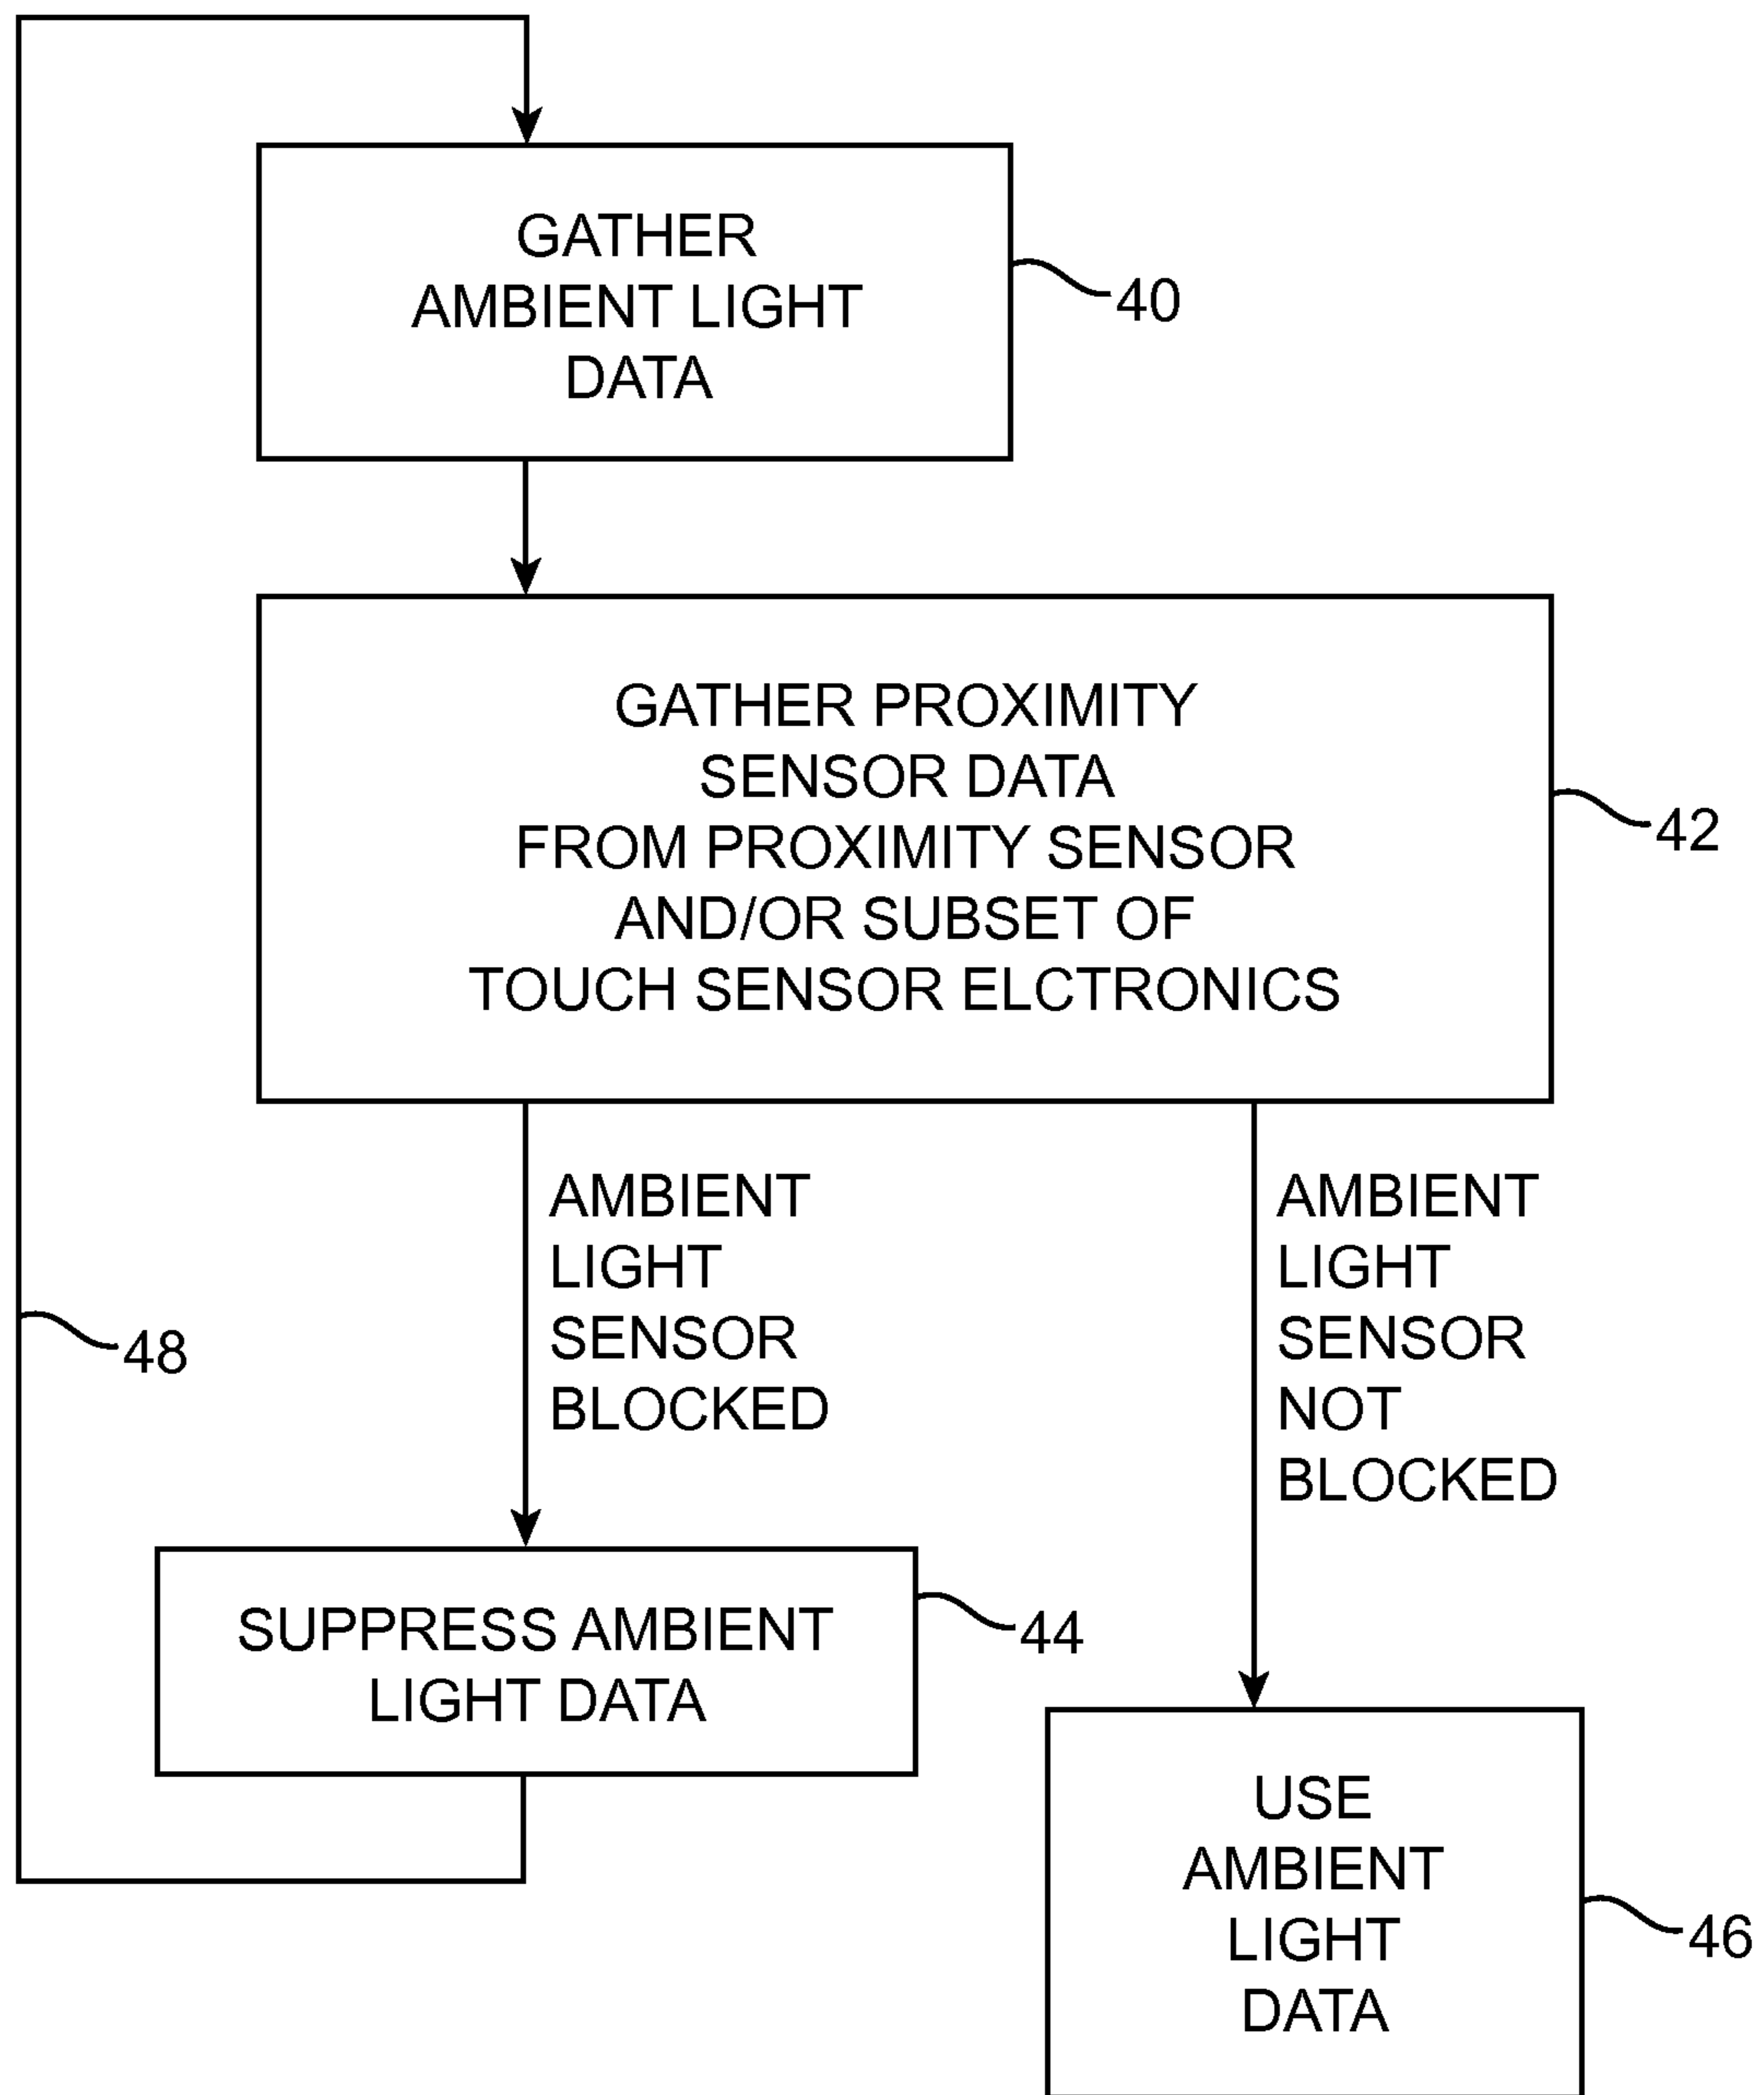 GATHER
AMBIENT LIGHT
DATA
40
GATHER PROXIMITY
SENSOR DATA
FROM PROXIMITY SENSOR
AND/OR SUBSET OF
TOUCH SENSOR ELCTRONICS
42
AMBIENT
LIGHT
SENSOR
BLOCKED
AMBIENT
LIGHT
SENSOR
NOT
BLOCKED
48
SUPPRESS AMBIENT
LIGHT DATA
44
USE
AMBIENT
LIGHT
DATA
46